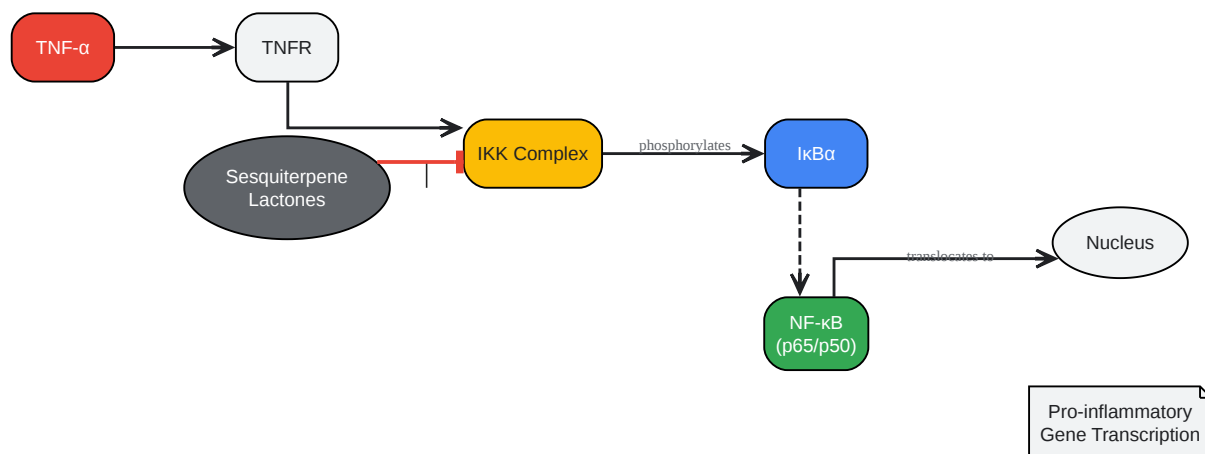 TNF-α
TNFR
IKK Complex
phosphorylates
IκBα
Sesquiterpene
Lactones
translocates to
Nucleus
NF-κB
(p65/p50)
Pro-inflammatory
Gene Transcription